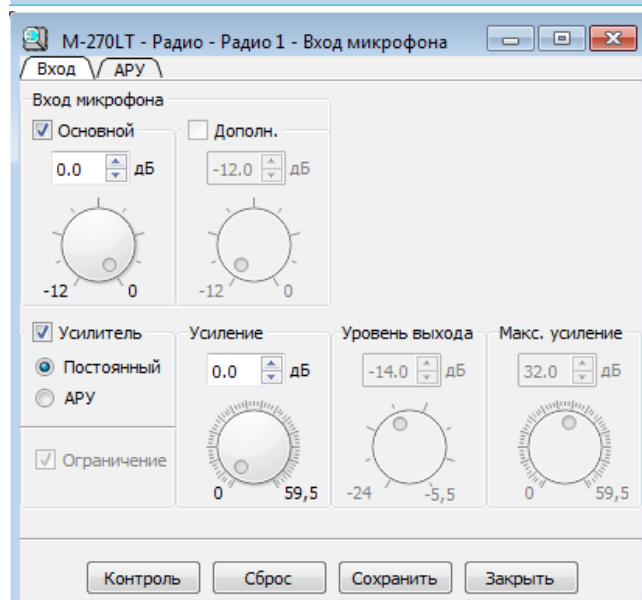 M-270LT - Радио - Радио 1 - Вход микрофона
Вход АРУ
Вход микрофона
Основной Дополн.
0.0 дБ -12.0 дБ
-12 0 -12 0
Усилитель Усиление Уровень выхода Макс. усиление
Постоянный 0.0 дБ -14.0 дБ 32.0 дБ
АРУ
Ограничение
0 59,5 -24 -5,5 0 59,5
Контроль Сброс Сохранить Закрыть